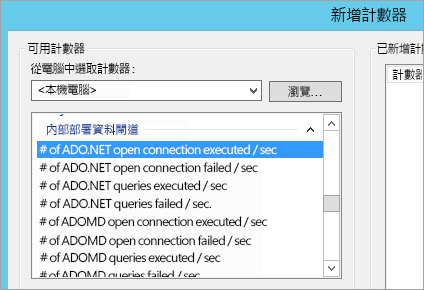 新增計數器
可用計數器
已新增計
從電腦中選取計數器：
<本機電腦>
瀏覽...
計數器
內部部署資料閘道
# of ADO.NET open connection executed / sec
# of ADO.NET open connection failed / sec
# of ADO.NET queries executed / sec
# of ADO.NET queries failed / sec.
# of ADOMD open connection executed / sec
# of ADOMD open connection failed / sec
# of ADOMD queries executed / sec
# of ADOMD queries failed / sec